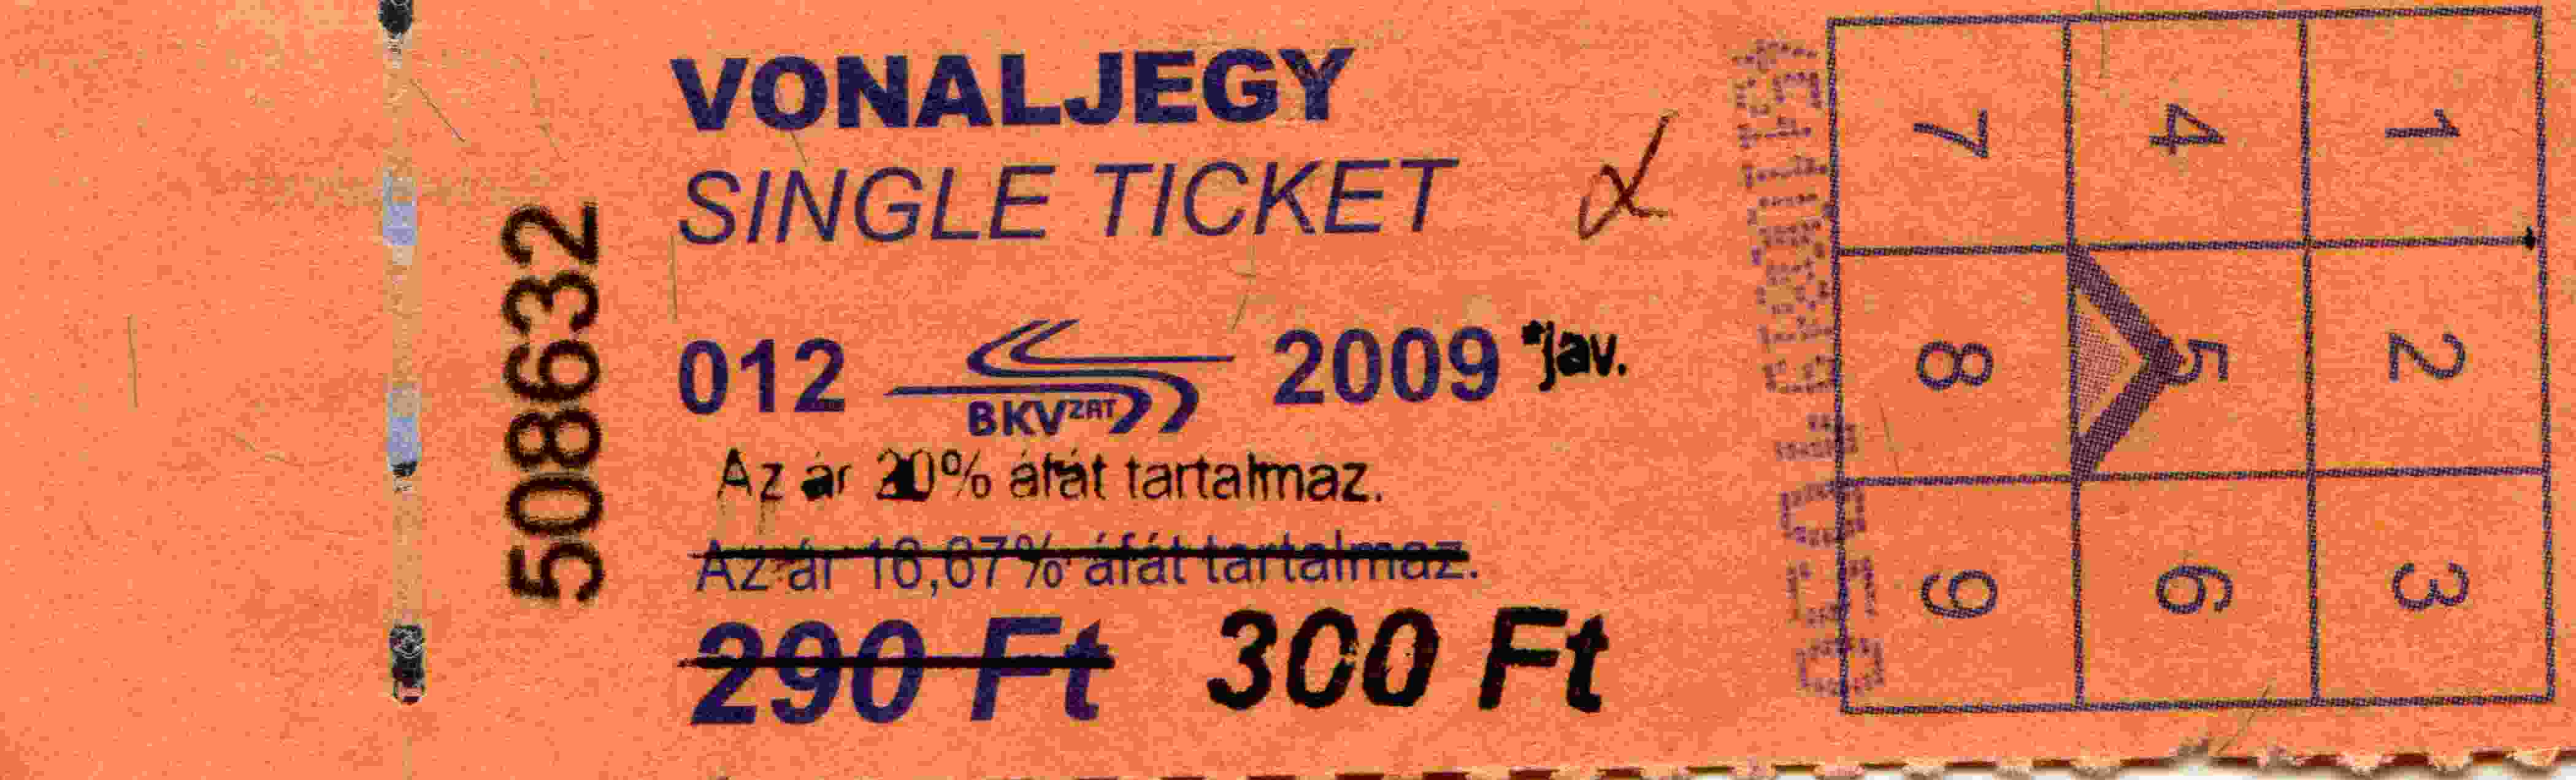 508632
VONALJEGY
SINGLE TICKET
012 BKV ZRT 2009 *jav.
Az ár 20% áfát tartalmaz.
Az ár 16,67% áfát tartalmaz.
290 Ft 300 Ft
1 2 3
4 5 6
7 8 9